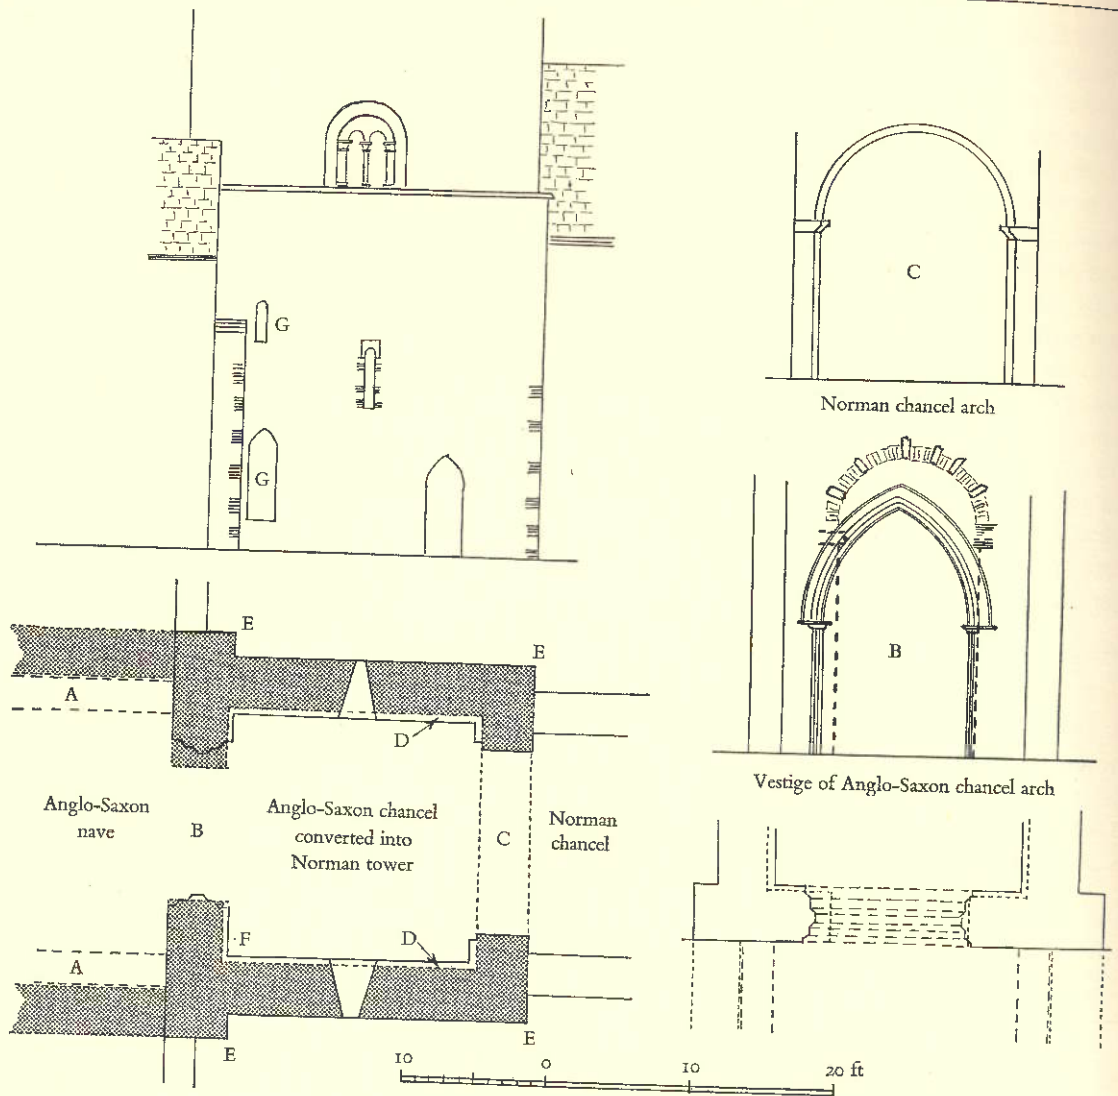 G
G
C
Norman chancel arch
B
Vestige of Anglo-Saxon chancel arch
E
E
A
D
Anglo-Saxon
nave
B
Anglo-Saxon chancel
converted into
Norman tower
C
Norman
chancel
F
D
A
E
E
10 0 10 20 ft